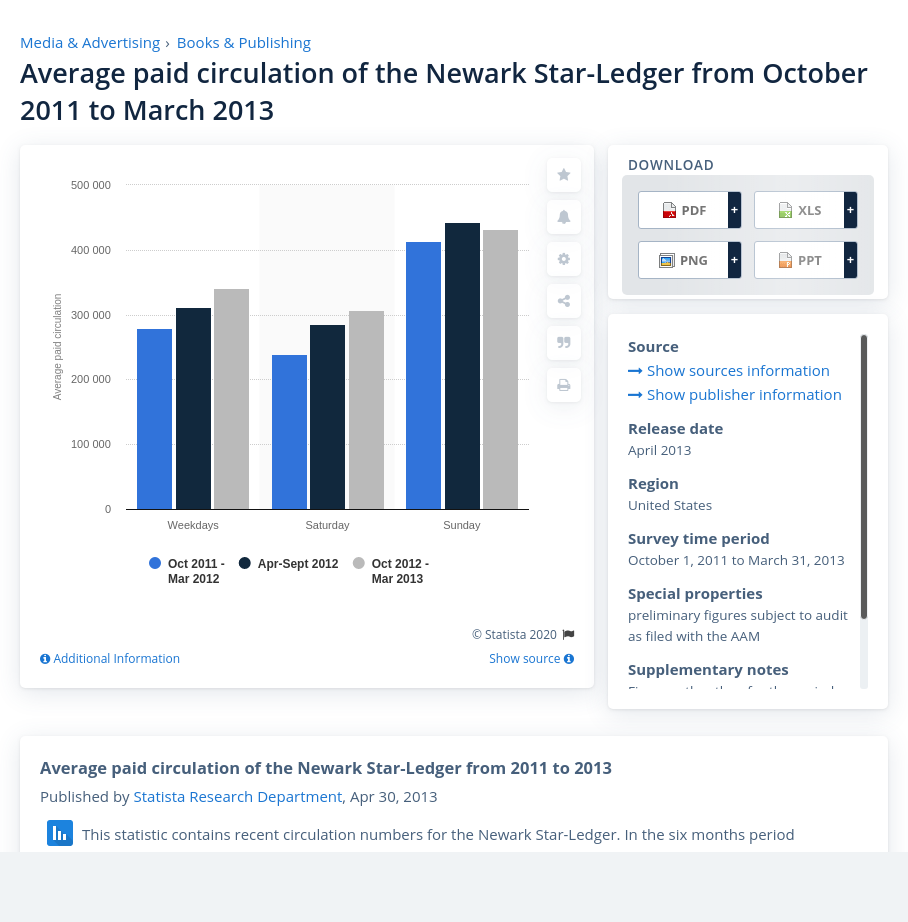 Media & Advertising › Books & Publishing
Average paid circulation of the Newark Star-Ledger from October
2011 to March 2013
500 000
400 000
300 000
200 000
100 000
0
Average paid circulation
Weekdays
Saturday
Sunday
Oct 2011 -
Mar 2012
Apr-Sept 2012
Oct 2012 -
Mar 2013
© Statista 2020
Additional Information
Show source
DOWNLOAD
PDF +
XLS +
PNG +
PPT +
Source
Show sources information
Show publisher information
Release date
April 2013
Region
United States
Survey time period
October 1, 2011 to March 31, 2013
Special properties
preliminary figures subject to audit
as filed with the AAM
Supplementary notes
Average paid circulation of the Newark Star-Ledger from 2011 to 2013
Published by Statista Research Department, Apr 30, 2013
This statistic contains recent circulation numbers for the Newark Star-Ledger. In the six months period